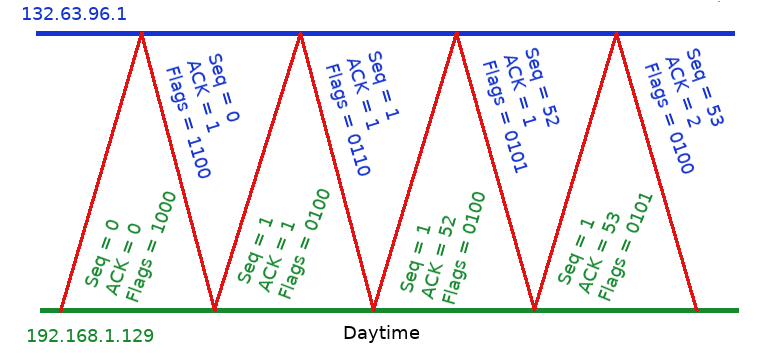 132.63.96.1
Seq = 0
ACK = 1
Flags = 1100
Seq = 1
ACK = 1
Flags = 0110
Seq = 52
ACK = 1
Flags = 0101
Seq = 53
ACK = 2
Flags = 0100
Seq = 0
ACK = 0
Flags = 1000
Seq = 1
ACK = 1
Flags = 0100
Seq = 1
ACK = 52
Flags = 0100
Seq = 1
ACK = 53
Flags = 0101
192.168.1.129
Daytime